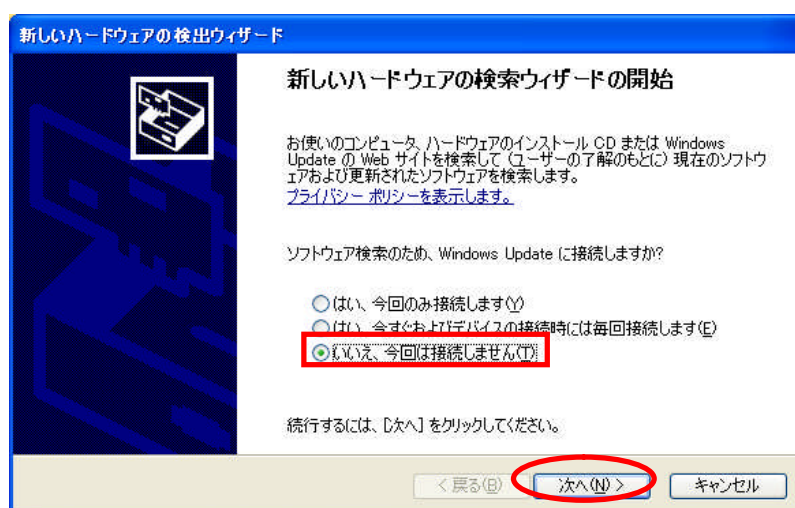 新しいハードウェアの検出ウィザード
新しいハードウェアの検索ウィザードの開始
お使いのコンピュータ、ハードウェアのインストール CD または Windows
Update の Web サイトを検索して (ユーザーの了解のもとに) 現在のソフトウ
ェアおよび更新されたソフトウェアを検索します。
プライバシー ポリシーを表示します。
ソフトウェア検索のため、Windows Update に接続しますか?
はい、今回のみ接続します(Y)
はい、今すぐおよびデバイスの接続時には毎回接続します(E)
いいえ、今回は接続しません(T)
続行するには、[次へ] をクリックしてください。
< 戻る(B) 次へ(N) > キャンセル